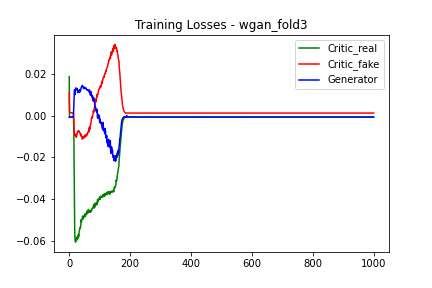 Training Losses - wgan_fold3
Critic_real
Critic_fake
Generator
0.02
0.00
−0.02
−0.04
−0.06
0 200 400 600 800 1000